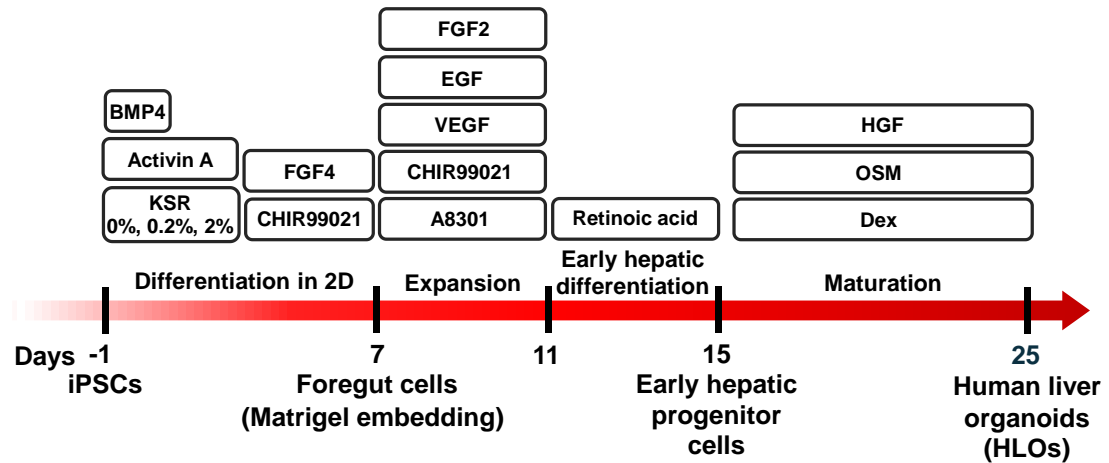 FGF2
EGF
VEGF
CHIR99021
A8301
BMP4
Activin A
KSR
0%, 0.2%, 2%
FGF4
CHIR99021
Retinoic acid
HGF
OSM
Dex
Differentiation in 2D
Expansion
Early hepatic
differentiation
Maturation
Days -1 7 11 15 25
iPSCs
Foregut cells
(Matrigel embedding)
Early hepatic
progenitor
cells
Human liver
organoids
(HLOs)